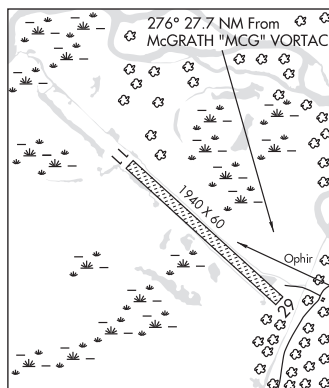 276° 27.7 NM From
McGRATH "MCG" VORTAC
1940 X 60
Ophir
29